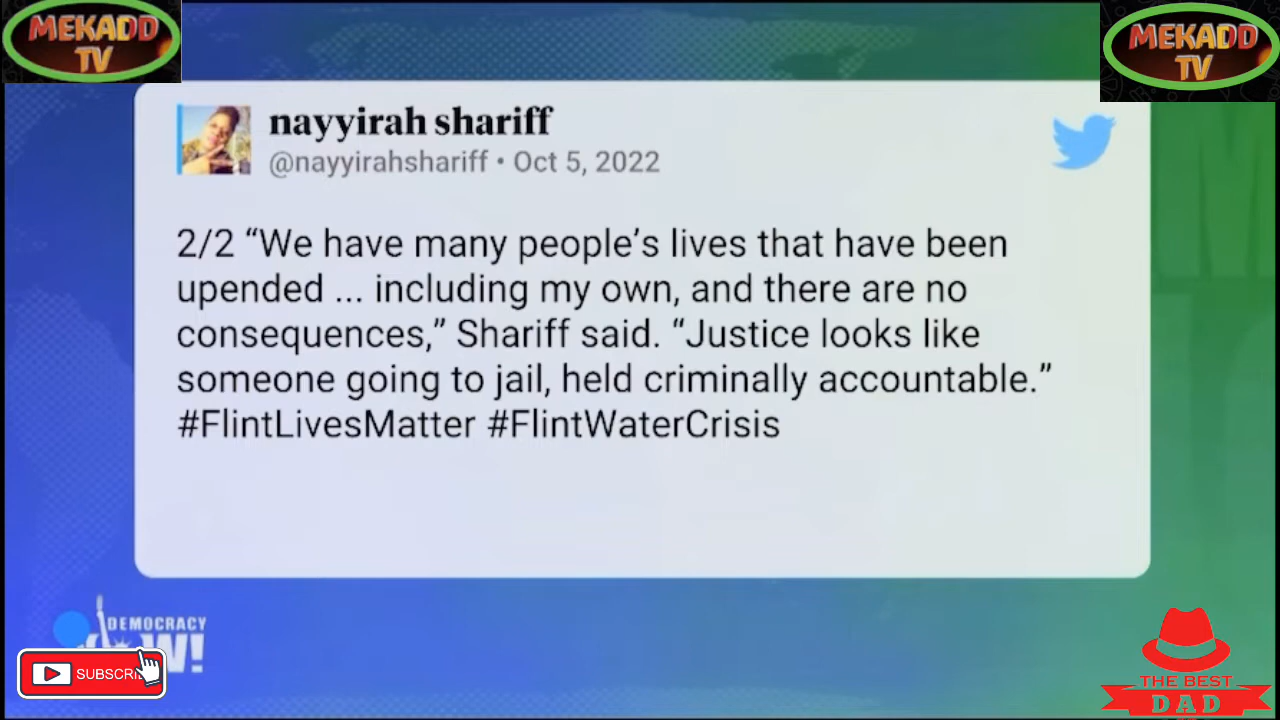 MEKADD
TV
MEKADD
TV
nayyirah shariff
@nayyirahshariff • Oct 5, 2022
2/2 “We have many people’s lives that have been
upended ... including my own, and there are no
consequences,” Shariff said. “Justice looks like
someone going to jail, held criminally accountable.”
#FlintLivesMatter #FlintWaterCrisis
DEMOCRACY
W!
SUBSCRI
THE BEST
DAD